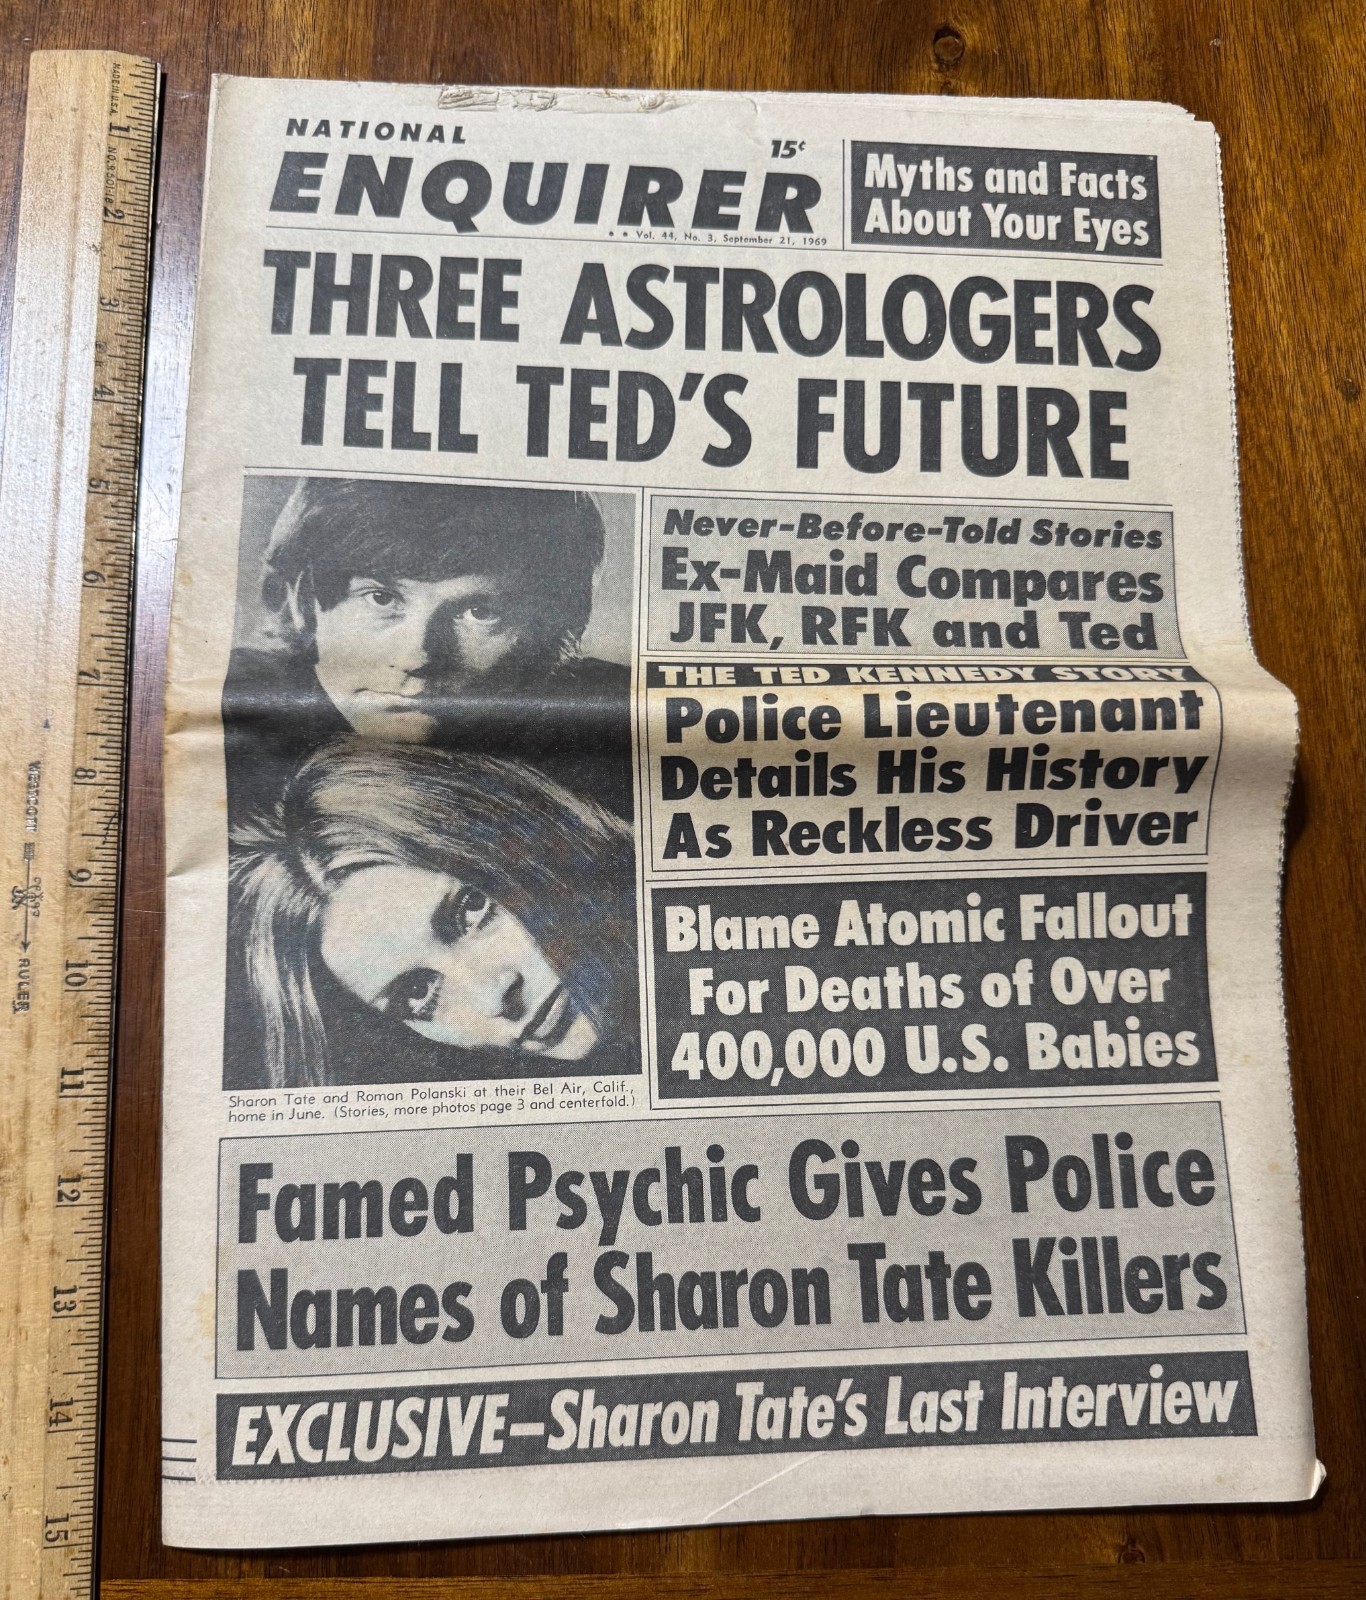 NATIONAL
ENQUIRER
15¢
Vol. 44, No. 3, September 21, 1969
Myths and Facts
About Your Eyes
THREE ASTROLOGERS
TELL TED'S FUTURE
Never-Before-Told Stories
Ex-Maid Compares
JFK, RFK and Ted
THE TED KENNEDY STORY
Police Lieutenant
Details His History
As Reckless Driver
Blame Atomic Fallout
For Deaths of Over
400,000 U.S. Babies
Sharon Tate and Roman Polanski at their Bel Air, Calif.,
home in June. (Stories, more photos page 3 and centerfold.)
Famed Psychic Gives Police
Names of Sharon Tate Killers
EXCLUSIVE—Sharon Tate's Last Interview
MADE IN U.S.A.
1
2
3
4
5
6
7
8
9
10
11
12
13
14
15
WESTCOTT
RULER